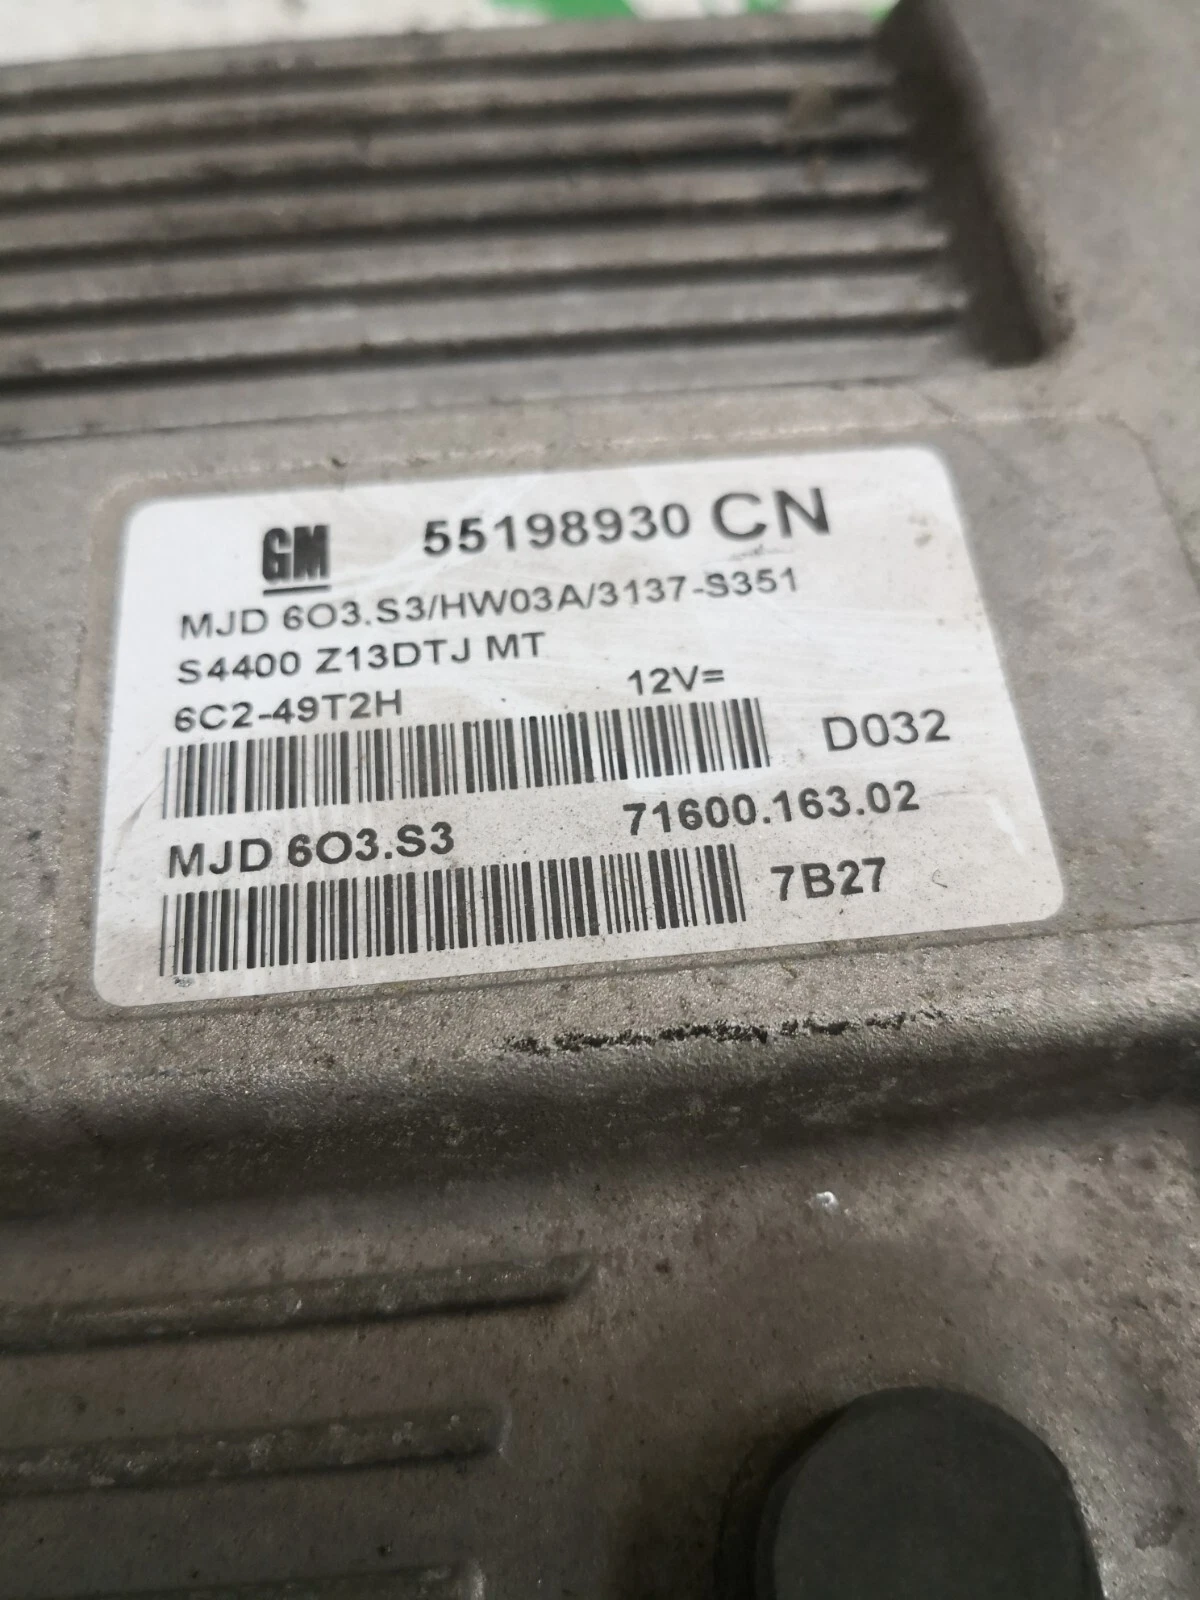 GM 55198930 CN
MJD 6O3.S3/HW03A/3137-S351
S4400 Z13DTJ MT
6C2-49T2H 12V=
D032
MJD 6O3.S3 71600.163.02
7B27